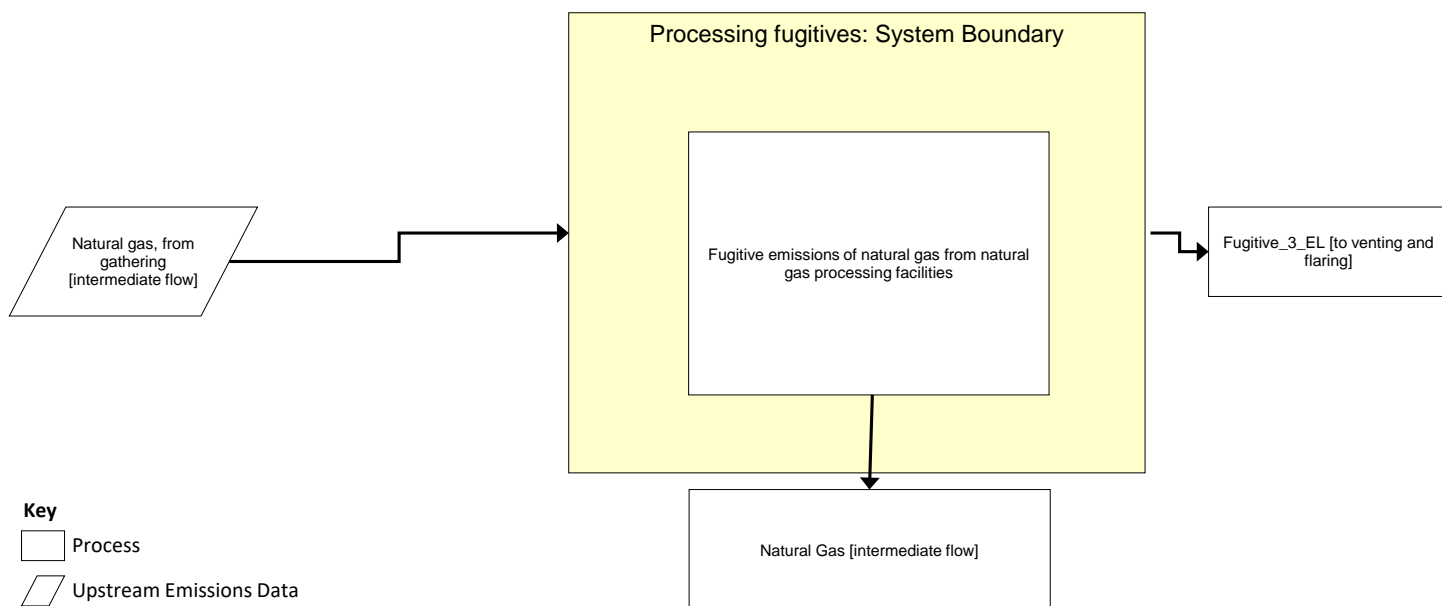 Processing fugitives: System Boundary
Natural gas, from
gathering
[intermediate flow]
Fugitive emissions of natural gas from natural
gas processing facilities
Fugitive_3_EL [to venting and
flaring]
Natural Gas [intermediate flow]
Key
Process
Upstream Emissions Data